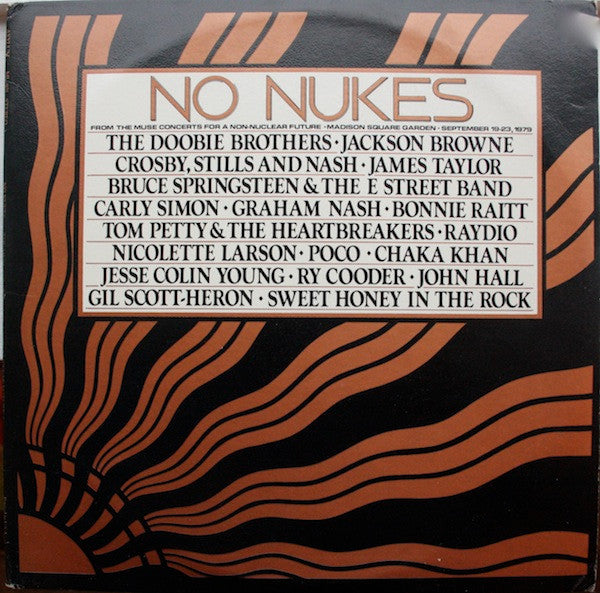 NO NUKES
FROM THE MUSE CONCERTS FOR A NON-NUCLEAR FUTURE · MADISON SQUARE GARDEN · SEPTEMBER 19-23, 1979
THE DOOBIE BROTHERS · JACKSON BROWNE
CROSBY, STILLS AND NASH · JAMES TAYLOR
BRUCE SPRINGSTEEN & THE E STREET BAND
CARLY SIMON · GRAHAM NASH · BONNIE RAITT
TOM PETTY & THE HEARTBREAKERS · RAYDIO
NICOLETTE LARSON · POCO · CHAKA KHAN
JESSE COLIN YOUNG · RY COODER · JOHN HALL
GIL SCOTT-HERON · SWEET HONEY IN THE ROCK